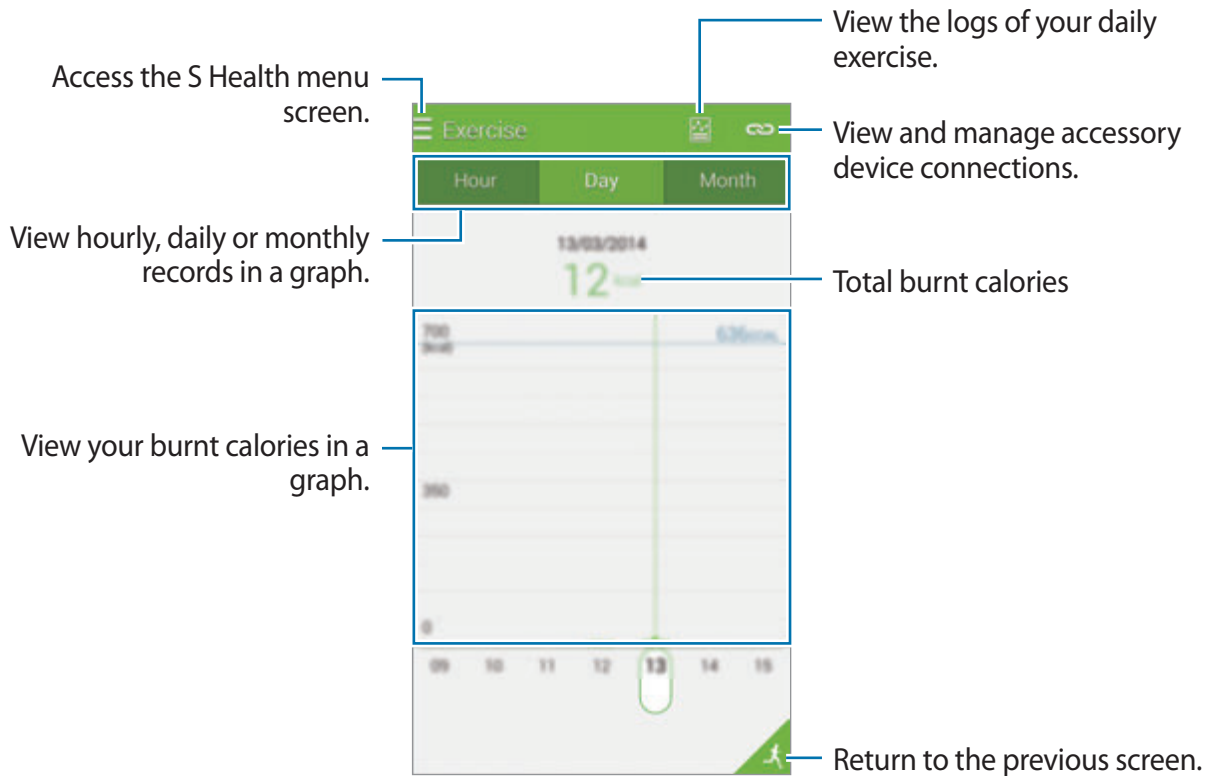 View the logs of your daily
exercise.
Access the S Health menu
screen.
Exercise
View and manage accessory
device connections.
Hour Day Month
View hourly, daily or monthly
records in a graph.
13/03/2014
12 kcal
Total burnt calories
700
(kcal)
636kcal
View your burnt calories in a
graph.
350
0
09 10 11 12 13 14 15
Return to the previous screen.